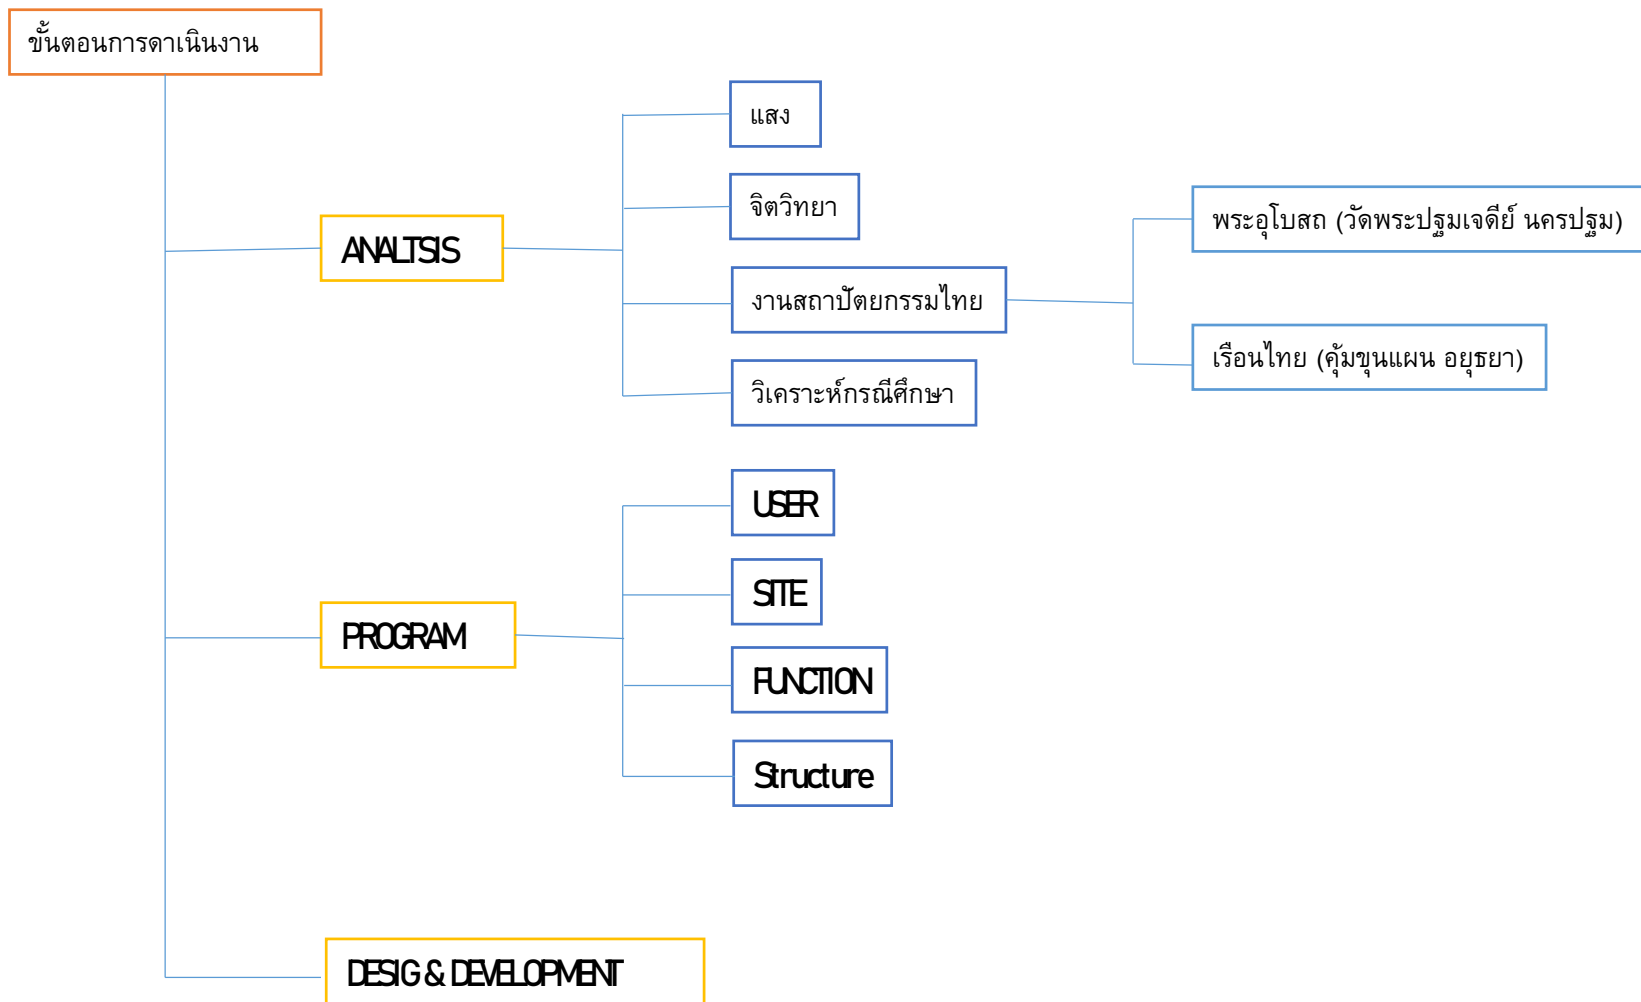 ขั้นตอนการดาเนินงาน
แสง
จิตวิทยา
ANALTSIS
งานสถาปัตยกรรมไทย
พระอุโบสถ (วัดพระปฐมเจดีย์ นครปฐม)
เรือนไทย (คุ้มขุนแผน อยุธยา)
วิเคราะห์กรณีศึกษา
USER
SITE
PROGRAM
FUNCTION
Structure
DESIG & DEVELOPMENT